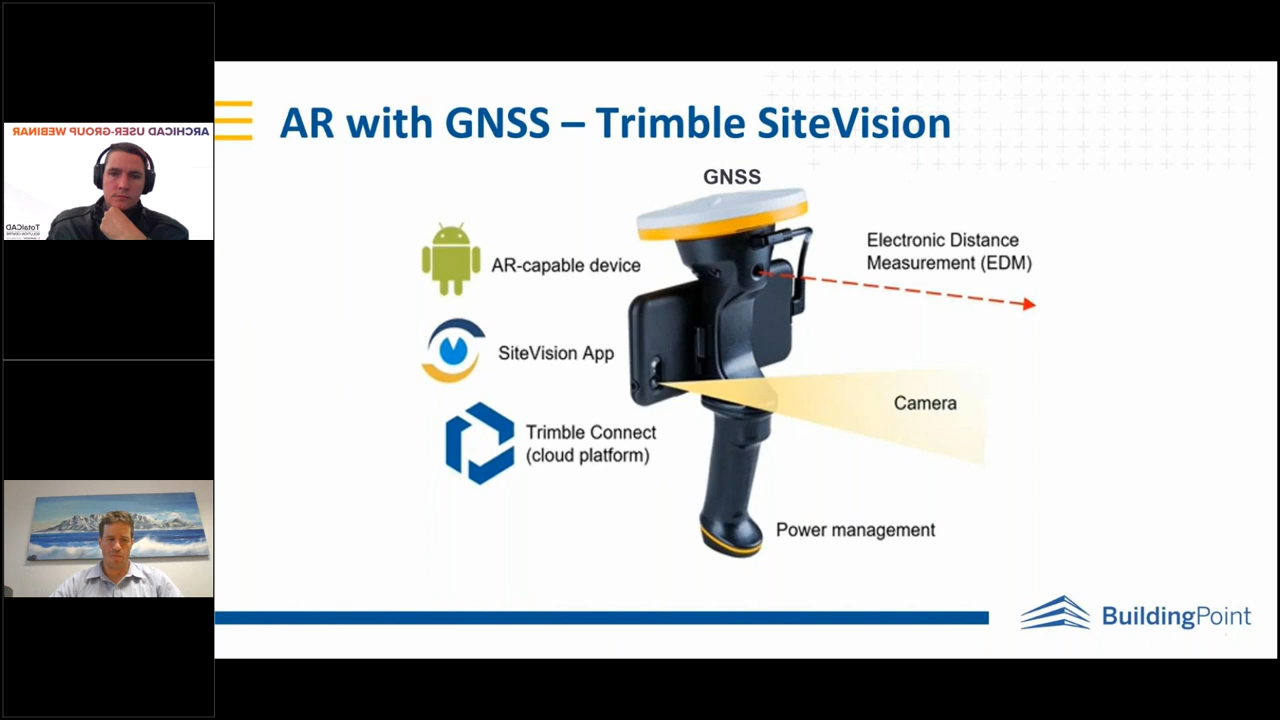 ARCHICAD USER-GROUP WEBINAR
TotalCAD
AR with GNSS – Trimble SiteVision
GNSS
AR-capable device
Electronic Distance
Measurement (EDM)
SiteVision App
Camera
Trimble Connect
(cloud platform)
Power management
BuildingPoint